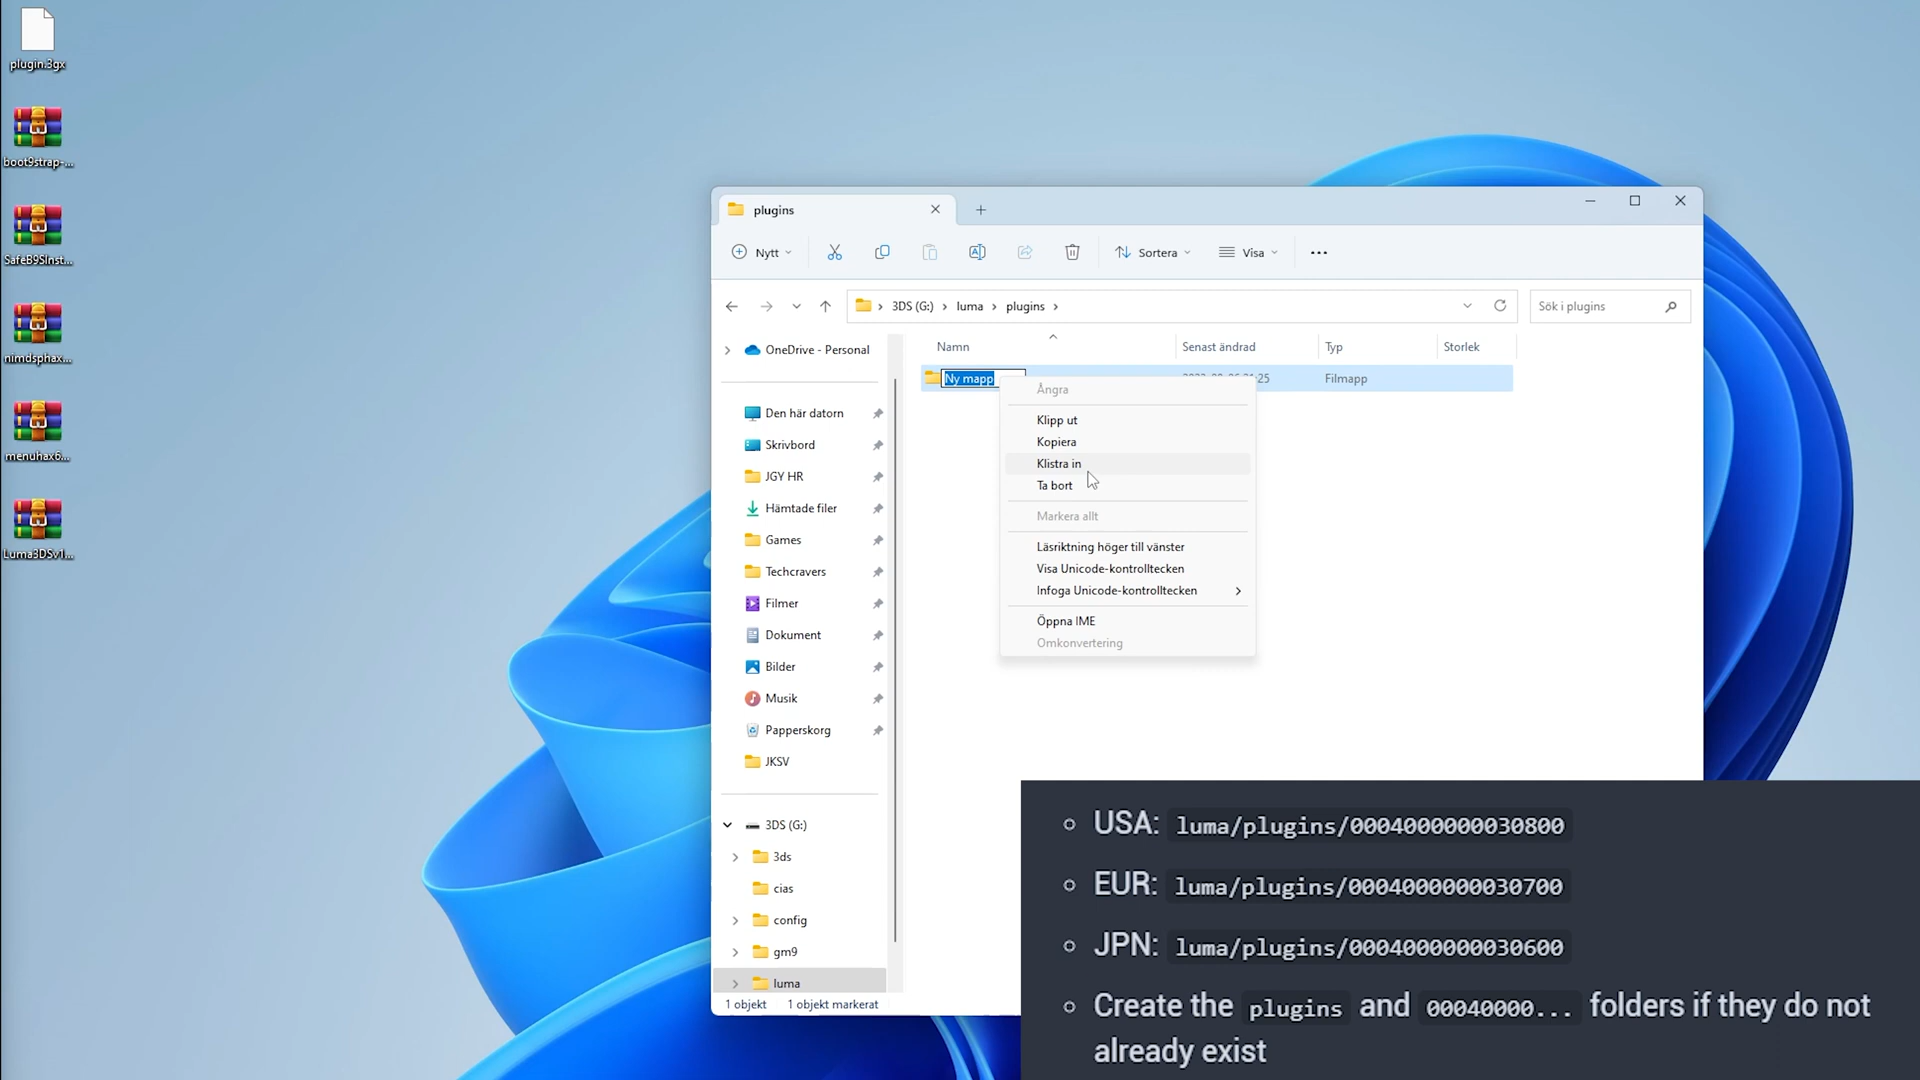 plugin.3gx
boot9strap-...
SafeB9SInst...
nimdsphax...
menuhax6...
Luma3DSv1...
plugins
Nytt
Sortera
Visa
3DS (G:)
luma
plugins
Sök i plugins
Namn
Senast ändrad
Typ
Storlek
Ny mapp
Filmapp
Ångra
Klipp ut
Kopiera
Klistra in
Ta bort
Markera allt
Läsriktning höger till vänster
Visa Unicode-kontrolltecken
Infoga Unicode-kontrolltecken
Öppna IME
Omkonvertering
OneDrive - Personal
Den här datorn
Skrivbord
JGY HR
Hämtade filer
Games
Techcravers
Filmer
Dokument
Bilder
Musik
Papperskorg
JKSV
3DS (G:)
3ds
cias
config
gm9
luma
1 objekt
1 objekt markerat
USA: luma/plugins/0004000000030800
EUR: luma/plugins/0004000000030700
JPN: luma/plugins/0004000000030600
Create the plugins and 00040000... folders if they do not
already exist